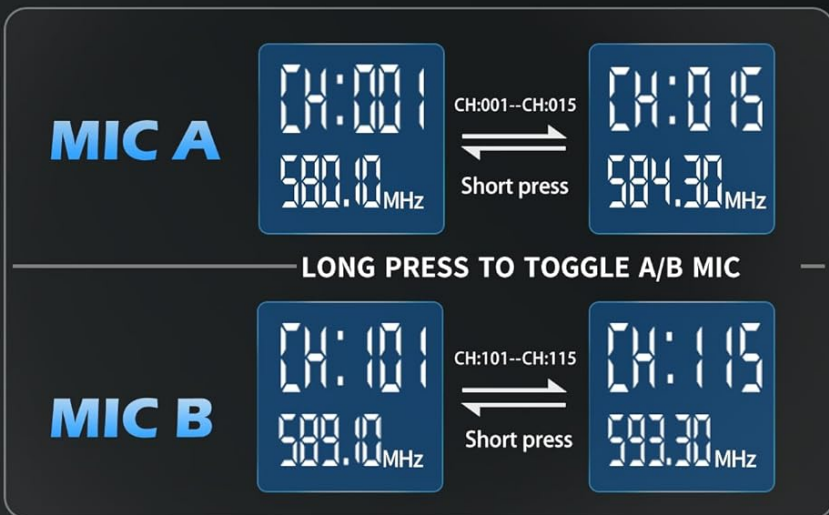 MIC A
CH:001
580.10MHz
CH:001--CH:015
Short press
CH:015
584.30MHz
LONG PRESS TO TOGGLE A/B MIC
MIC B
CH:101
589.10MHz
CH:101--CH:115
Short press
CH:115
593.30MHz